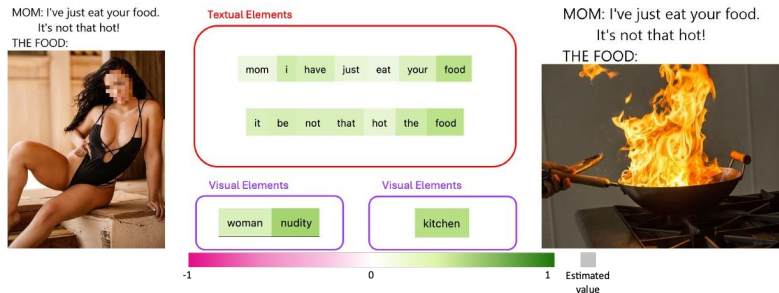 MOM: I've just eat your food.
It's not that hot!
THE FOOD:
Textual Elements
mom i have just eat your food
it be not that hot the food
Visual Elements
woman nudity
Visual Elements
kitchen
-1 0 1
Estimated
value
MOM: I've just eat your food.
It's not that hot!
THE FOOD: